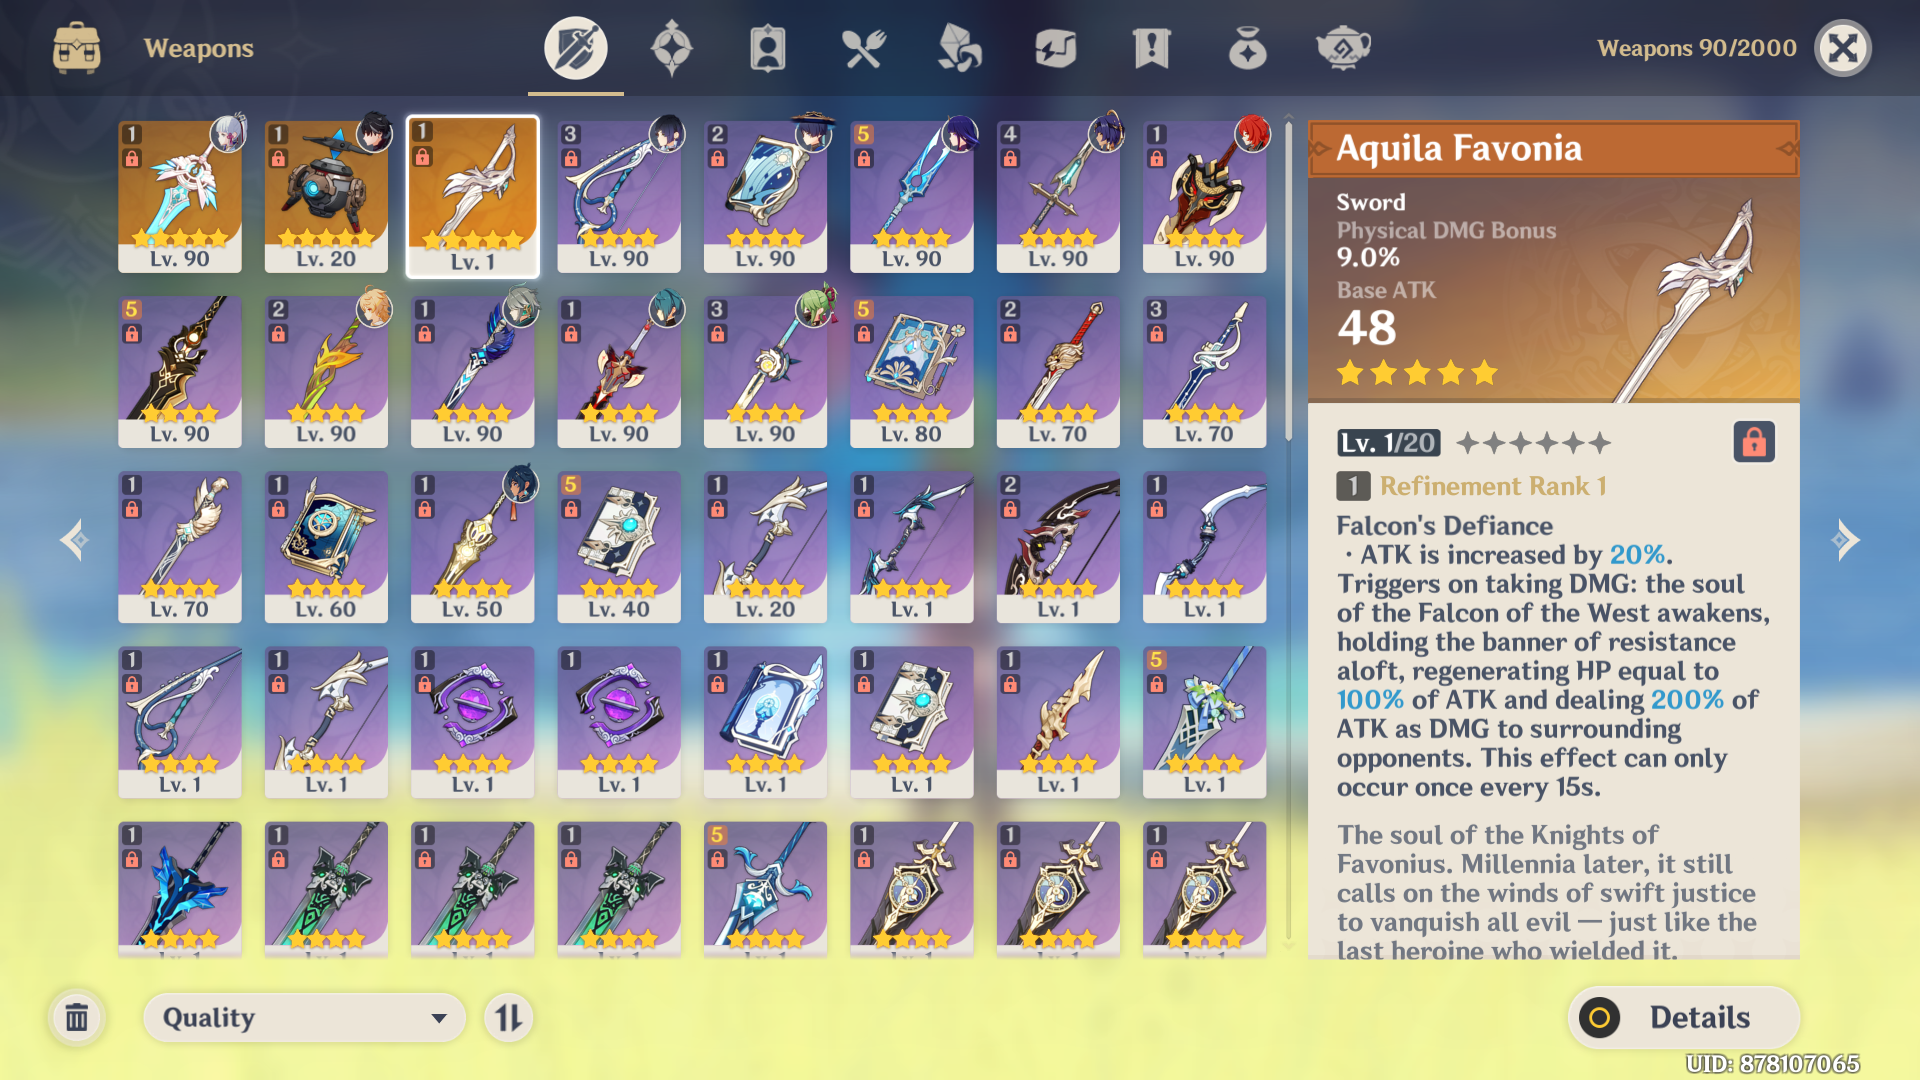 Weapons
Weapons 90/2000
1 1 1 3 2 5 4 1
Lv. 90 Lv. 20 Lv. 1 Lv. 90 Lv. 90 Lv. 90 Lv. 90 Lv. 90
5 2 1 1 3 5 2 3
Lv. 90 Lv. 90 Lv. 90 Lv. 90 Lv. 90 Lv. 80 Lv. 70 Lv. 70
1 1 1 5 1 1 2 1
Lv. 70 Lv. 60 Lv. 50 Lv. 40 Lv. 20 Lv. 1 Lv. 1 Lv. 1
1 1 1 1 1 1 1 5
Lv. 1 Lv. 1 Lv. 1 Lv. 1 Lv. 1 Lv. 1 Lv. 1 Lv. 1
1 1 1 1 5 1 1 1
Aquila Favonia
Sword
Physical DMG Bonus
9.0%
Base ATK
48
Lv. 1/20
1 Refinement Rank 1
Falcon's Defiance
· ATK is increased by 20%.
Triggers on taking DMG: the soul
of the Falcon of the West awakens,
holding the banner of resistance
aloft, regenerating HP equal to
100% of ATK and dealing 200% of
ATK as DMG to surrounding
opponents. This effect can only
occur once every 15s.
The soul of the Knights of
Favonius. Millennia later, it still
calls on the winds of swift justice
to vanquish all evil — just like the
last heroine who wielded it.
Quality
Details
UID: 878107065